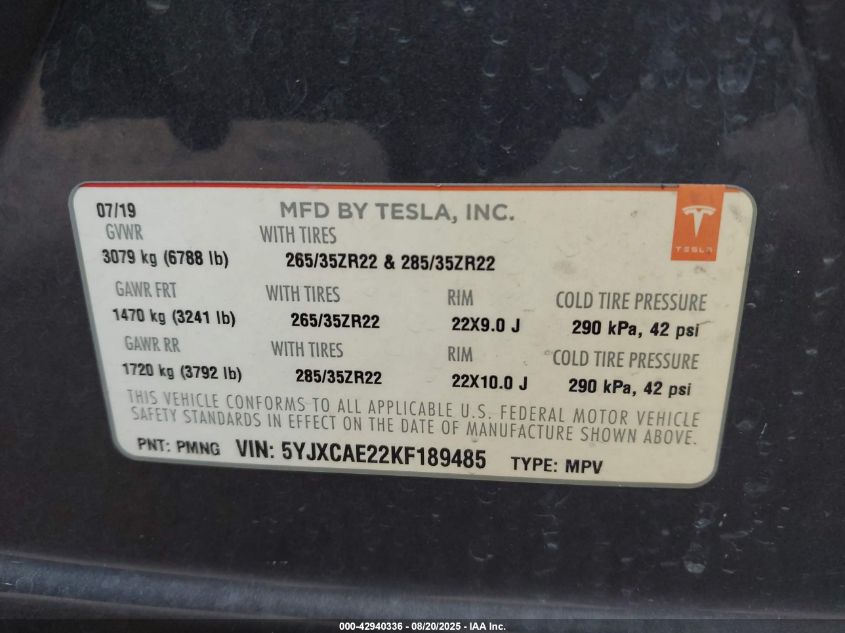 07/19 MFD BY TESLA, INC.
GVWR WITH TIRES
3079 kg (6788 lb) 265/35ZR22 & 285/35ZR22
TESLA
GAWR FRT WITH TIRES RIM COLD TIRE PRESSURE
1470 kg (3241 lb) 265/35ZR22 22X9.0 J 290 kPa, 42 psi
GAWR RR WITH TIRES RIM COLD TIRE PRESSURE
1720 kg (3792 lb) 285/35ZR22 22X10.0 J 290 kPa, 42 psi
THIS VEHICLE CONFORMS TO ALL APPLICABLE U.S. FEDERAL MOTOR VEHICLE
SAFETY STANDARDS IN EFFECT ON THE DATE OF MANUFACTURE SHOWN ABOVE.
PNT: PMNG VIN: 5YJXCAE22KF189485 TYPE: MPV
000-42940336 - 08/20/2025 - IAA Inc.